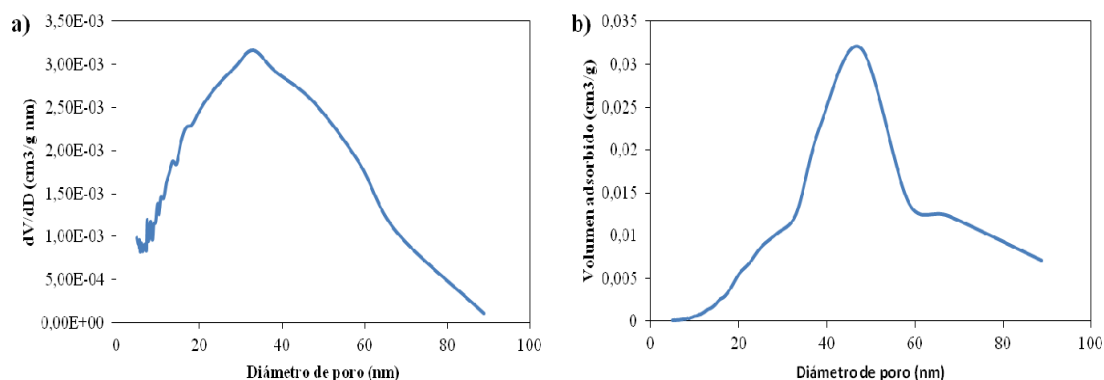 a)
3,50E-03
3,00E-03
2,50E-03
2,00E-03
1,50E-03
1,00E-03
5,00E-04
0,00E+00
dV/dD (cm3/g nm)
0 20 40 60 80 100
Diámetro de poro (nm)
b)
0,035
0,03
0,025
0,02
0,015
0,01
0,005
0
Volumen adsorbido (cm3/g)
0 20 40 60 80 100
Diámetro de poro (nm)